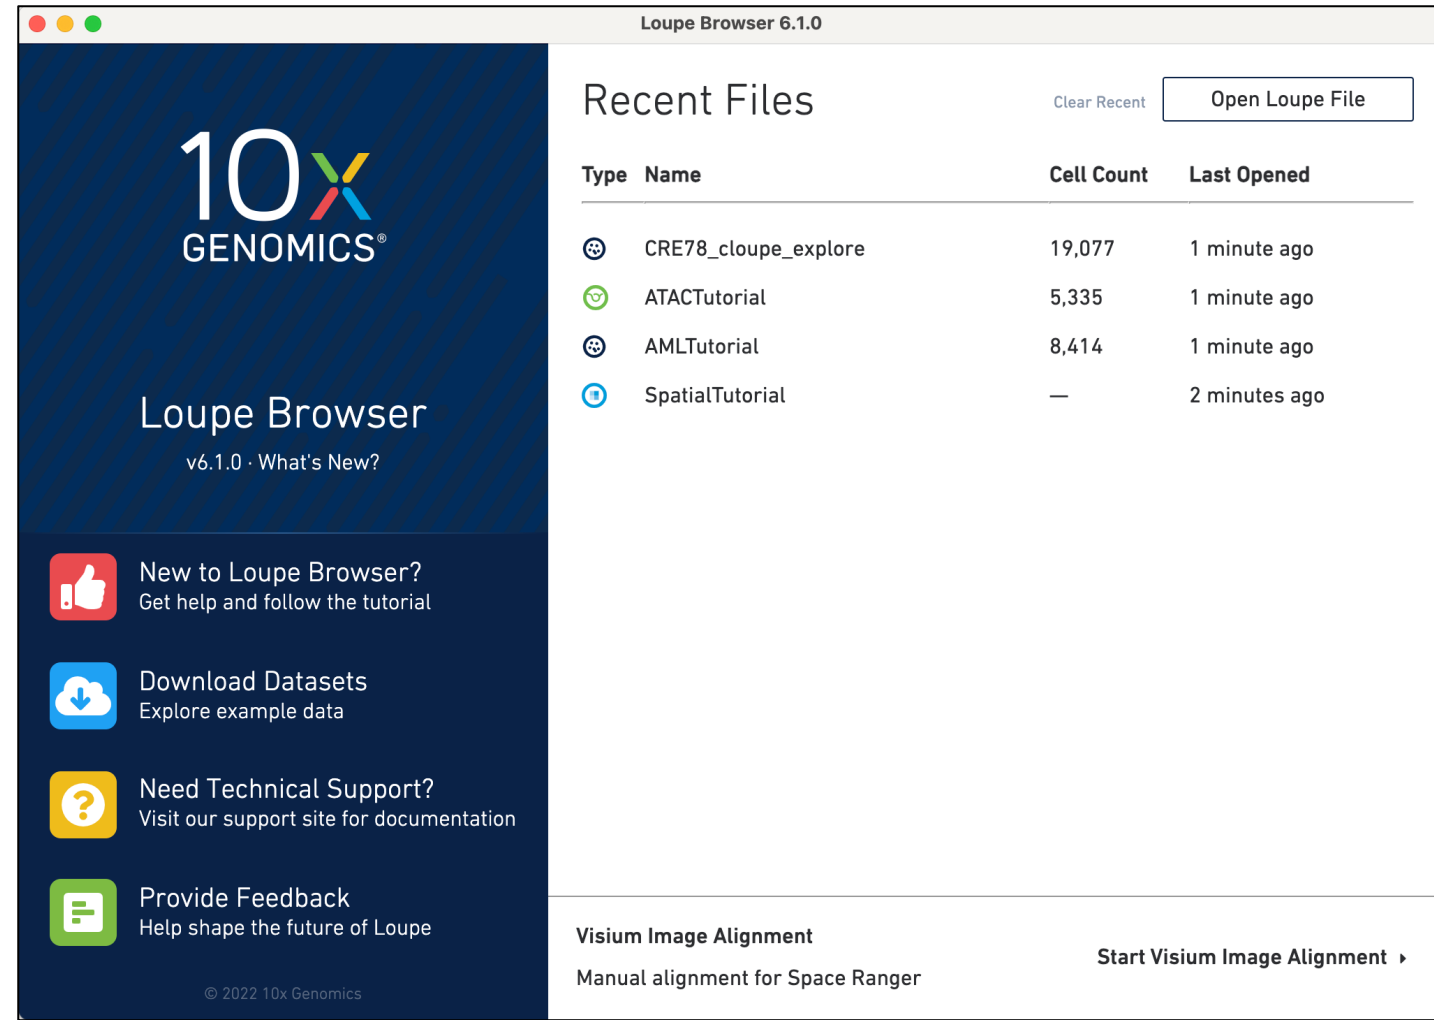 Loupe Browser 6.1.0
10x
GENOMICS®
Loupe Browser
v6.1.0 · What's New?
New to Loupe Browser?
Get help and follow the tutorial
Download Datasets
Explore example data
Need Technical Support?
Visit our support site for documentation
Provide Feedback
Help shape the future of Loupe
© 2022 10x Genomics
Recent Files
Clear Recent
Open Loupe File
Type Name Cell Count Last Opened
CRE78_cloupe_explore 19,077 1 minute ago
ATACTutorial 5,335 1 minute ago
AMLTutorial 8,414 1 minute ago
SpatialTutorial — 2 minutes ago
Visium Image Alignment
Manual alignment for Space Ranger
Start Visium Image Alignment